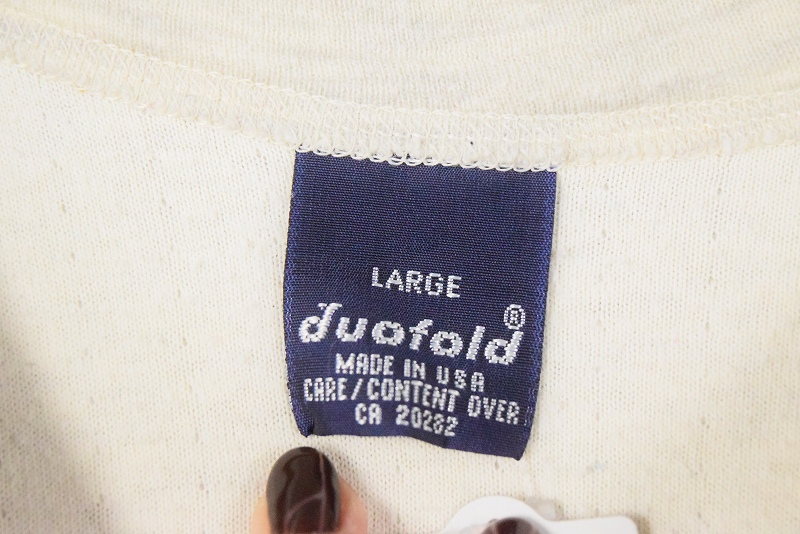 LARGE
duofold®
MADE IN USA
CARE/CONTENT OVER
CA 20282